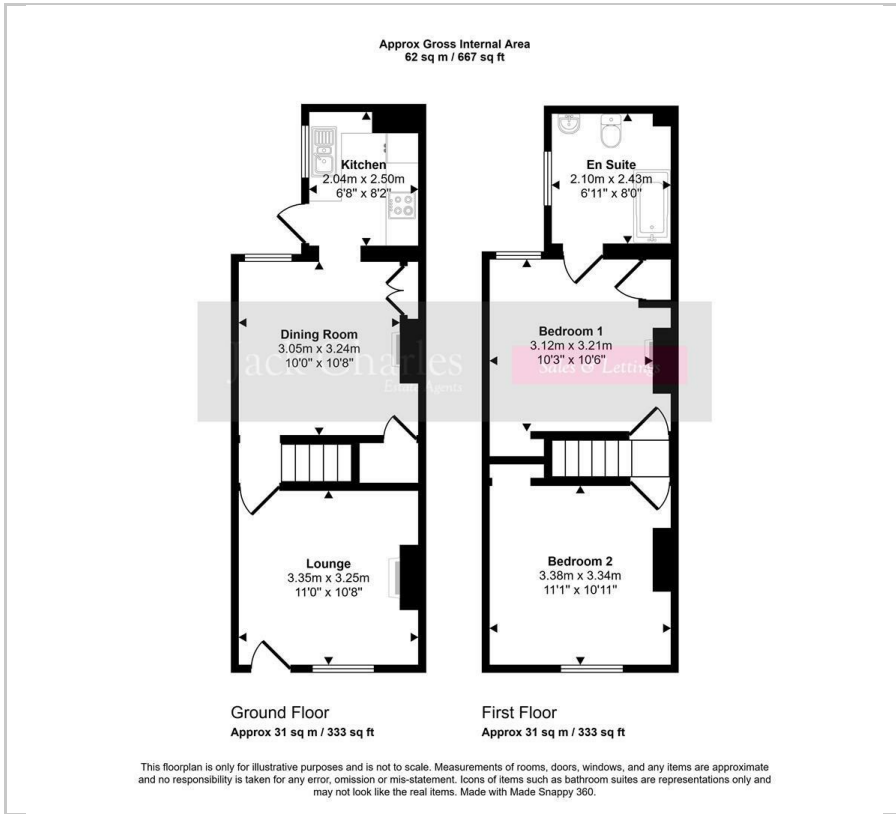 Approx Gross Internal Area
62 sq m / 667 sq ft
Kitchen
2.04m x 2.50m
6'8" x 8'2"
En Suite
2.10m x 2.43m
6'11" x 8'0"
Dining Room
3.05m x 3.24m
10'0" x 10'8"
Bedroom 1
3.12m x 3.21m
10'3" x 10'6"
Jack Charles
Estate Agents
Sales & Lettings
Lounge
3.35m x 3.25m
11'0" x 10'8"
Bedroom 2
3.38m x 3.34m
11'1" x 10'11"
Ground Floor
Approx 31 sq m / 333 sq ft
First Floor
Approx 31 sq m / 333 sq ft
This floorplan is only for illustrative purposes and is not to scale. Measurements of rooms, doors, windows, and any items are approximate
and no responsibility is taken for any error, omission or mis-statement. Icons of items such as bathroom suites are representations only and
may not look like the real items. Made with Made Snappy 360.